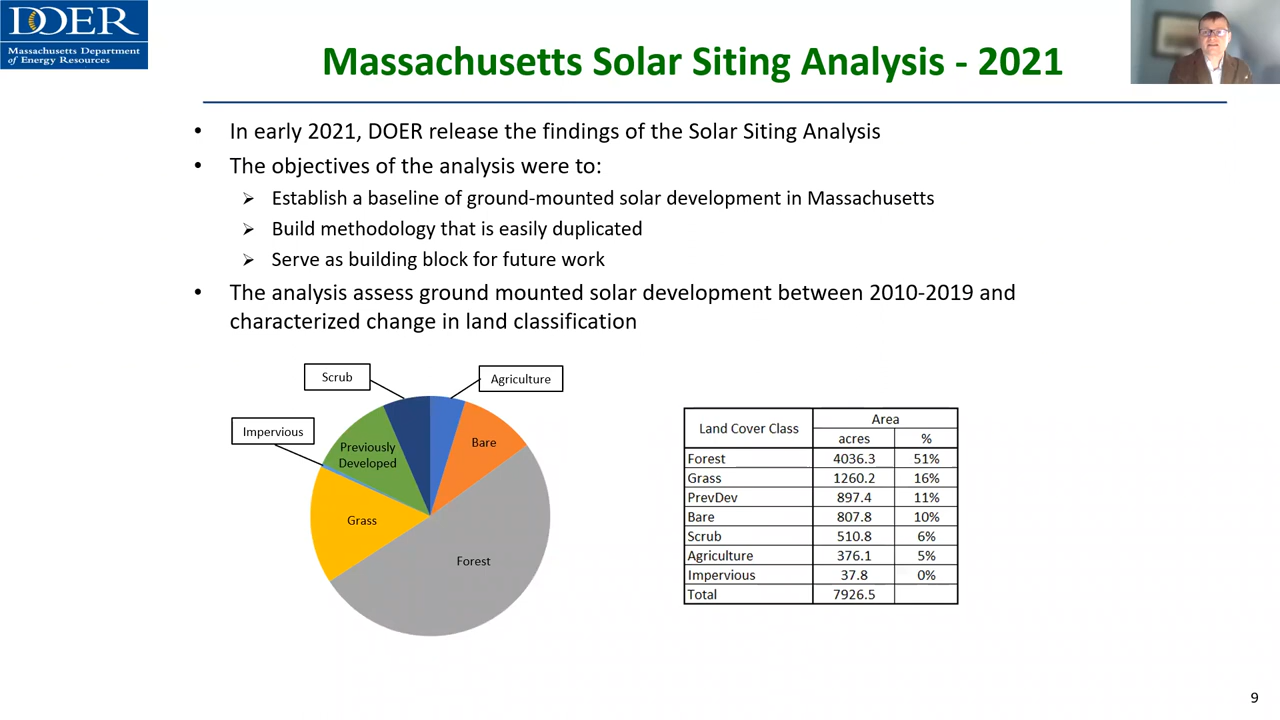 DOER
Massachusetts Department
of Energy Resources
Massachusetts Solar Siting Analysis - 2021
• In early 2021, DOER release the findings of the Solar Siting Analysis
• The objectives of the analysis were to:
➢ Establish a baseline of ground-mounted solar development in Massachusetts
➢ Build methodology that is easily duplicated
➢ Serve as building block for future work
• The analysis assess ground mounted solar development between 2010-2019 and
characterized change in land classification
Scrub
Agriculture
Impervious
Previously
Developed
Bare
Grass
Forest
Land Cover Class Area
acres %
Forest 4036.3 51%
Grass 1260.2 16%
PrevDev 897.4 11%
Bare 807.8 10%
Scrub 510.8 6%
Agriculture 376.1 5%
Impervious 37.8 0%
Total 7926.5
9